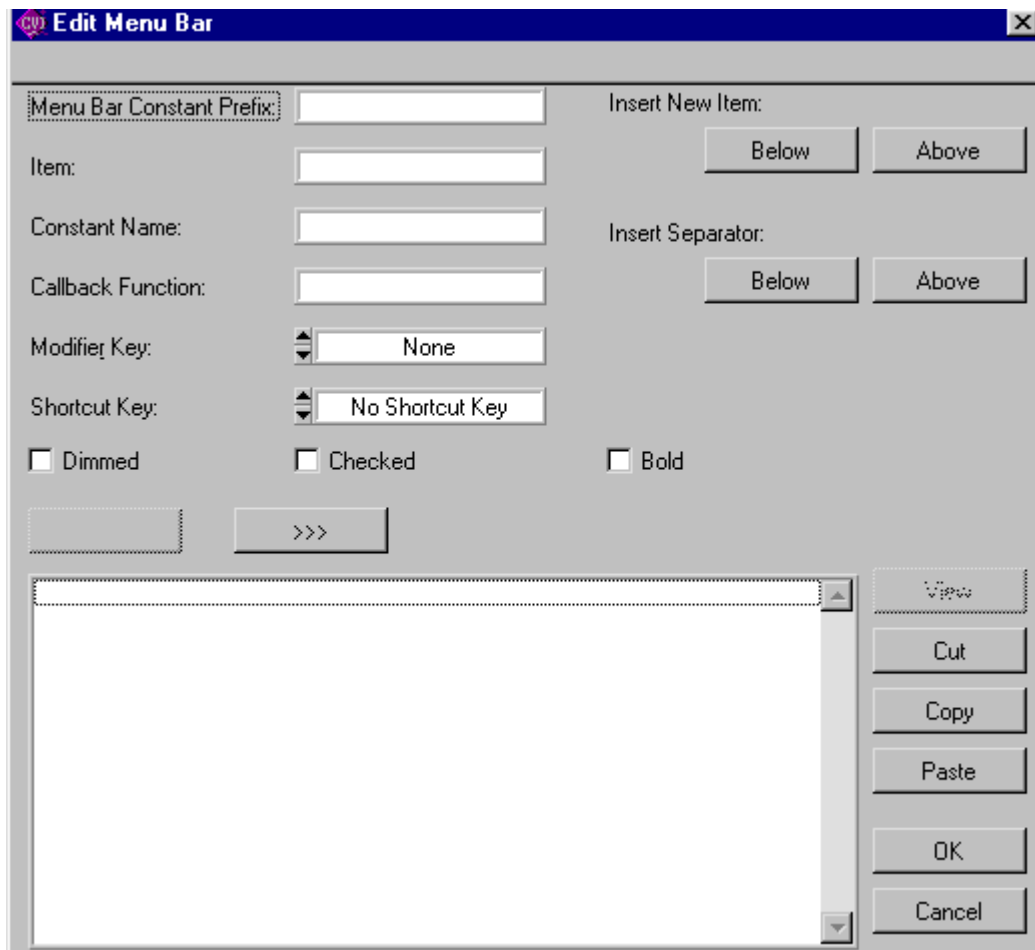 CVI Edit Menu Bar
Menu Bar Constant Prefix:
Insert New Item:
Below Above
Item:
Constant Name:
Insert Separator:
Below Above
Callback Function:
Modifier Key: None
Shortcut Key: No Shortcut Key
Dimmed Checked Bold
>>>
View
Cut
Copy
Paste
OK
Cancel